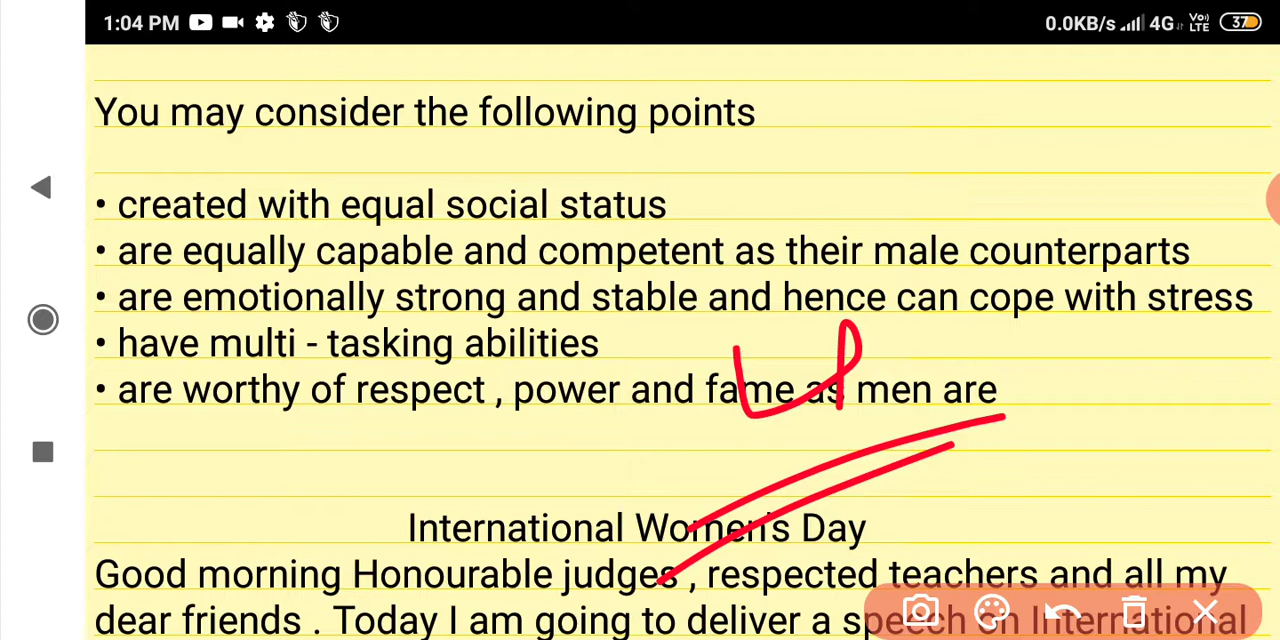 1:04 PM
0.0KB/s 4G Vo) LTE 37
You may consider the following points
• created with equal social status
• are equally capable and competent as their male counterparts
• are emotionally strong and stable and hence can cope with stress
• have multi - tasking abilities
• are worthy of respect , power and fame as men are
International Women's Day
Good morning Honourable judges , respected teachers and all my
dear friends . Today I am going to deliver a speech on International